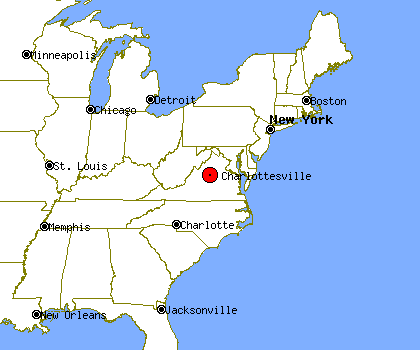 Minneapolis
Detroit
Boston
Chicago
New York
St. Louis
Charlottesville
Memphis
Charlotte
Jacksonville
New Orleans